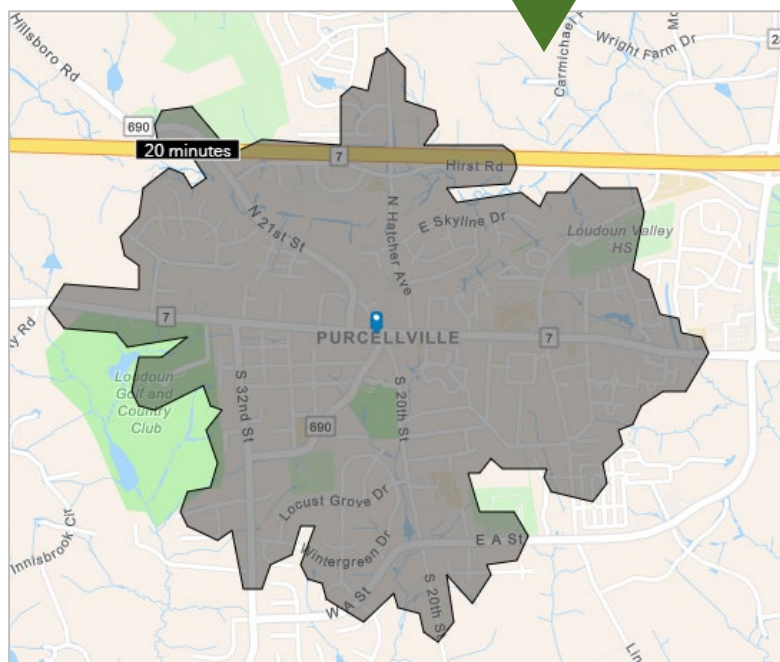 Hillsboro Rd
Wright Farm Dr
Carmichael
690
20 minutes
7
Hirst Rd
N Hatcher Ave
E Skyline Dr
N 21st St
Loudoun Valley
HS
7
PURCELLVILLE
7
ty Rd
Loudoun
Golf and
Country
Club
S 32nd St
S 20th St
690
Locust Grove Dr
Wintergreen Dr
E A St
Innisbrook Cir
W A St
S 20th St
Lin